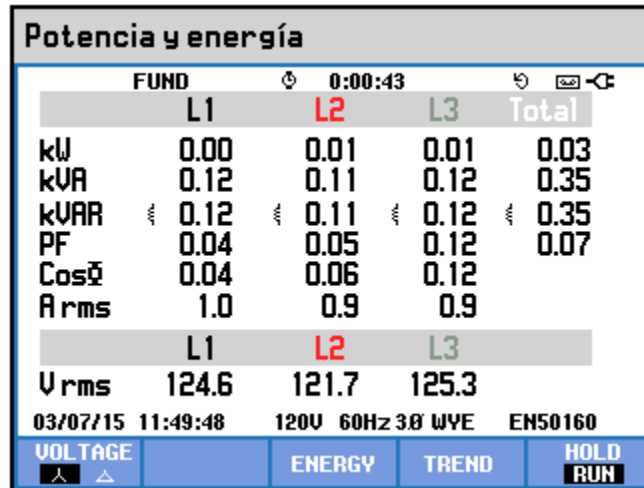 Potencia y energía
FUND 0:00:43
L1 L2 L3 Total
kW 0.00 0.01 0.01 0.03
kVA 0.12 0.11 0.12 0.35
kVAR 0.12 0.11 0.12 0.35
PF 0.04 0.05 0.12 0.07
CosΦ 0.04 0.06 0.12
A rms 1.0 0.9 0.9
L1 L2 L3
V rms 124.6 121.7 125.3
03/07/15 11:49:48 120V 60Hz 3Ø WYE EN50160
VOLTAGE ENERGY TREND HOLD
RUN